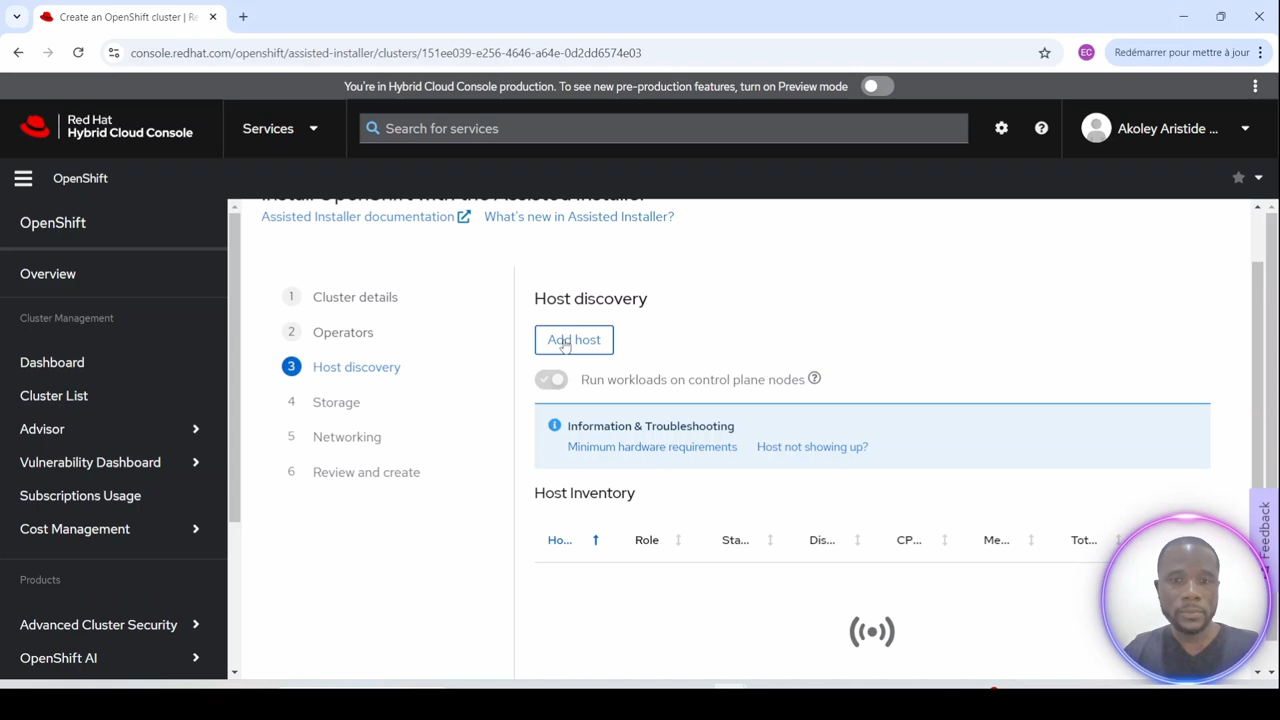 Create an OpenShift cluster | Re
console.redhat.com/openshift/assisted-installer/clusters/151ee039-e256-4646-a64e-0d2dd6574e03
EC
Redémarrer pour mettre à jour
You're in Hybrid Cloud Console production. To see new pre-production features, turn on Preview mode
Red Hat
Hybrid Cloud Console
Services
Search for services
Akoley Aristide ...
OpenShift
OpenShift
Overview
Cluster Management
Dashboard
Cluster List
Advisor
Vulnerability Dashboard
Subscriptions Usage
Cost Management
Products
Advanced Cluster Security
OpenShift AI
Install OpenShift with the Assisted Installer
Assisted Installer documentation
What's new in Assisted Installer?
1 Cluster details
2 Operators
3 Host discovery
4 Storage
5 Networking
6 Review and create
Host discovery
Add host
Run workloads on control plane nodes
Information & Troubleshooting
Minimum hardware requirements
Host not showing up?
Host Inventory
Ho... Role Sta... Dis... CP... Me... Tot...
Feedback